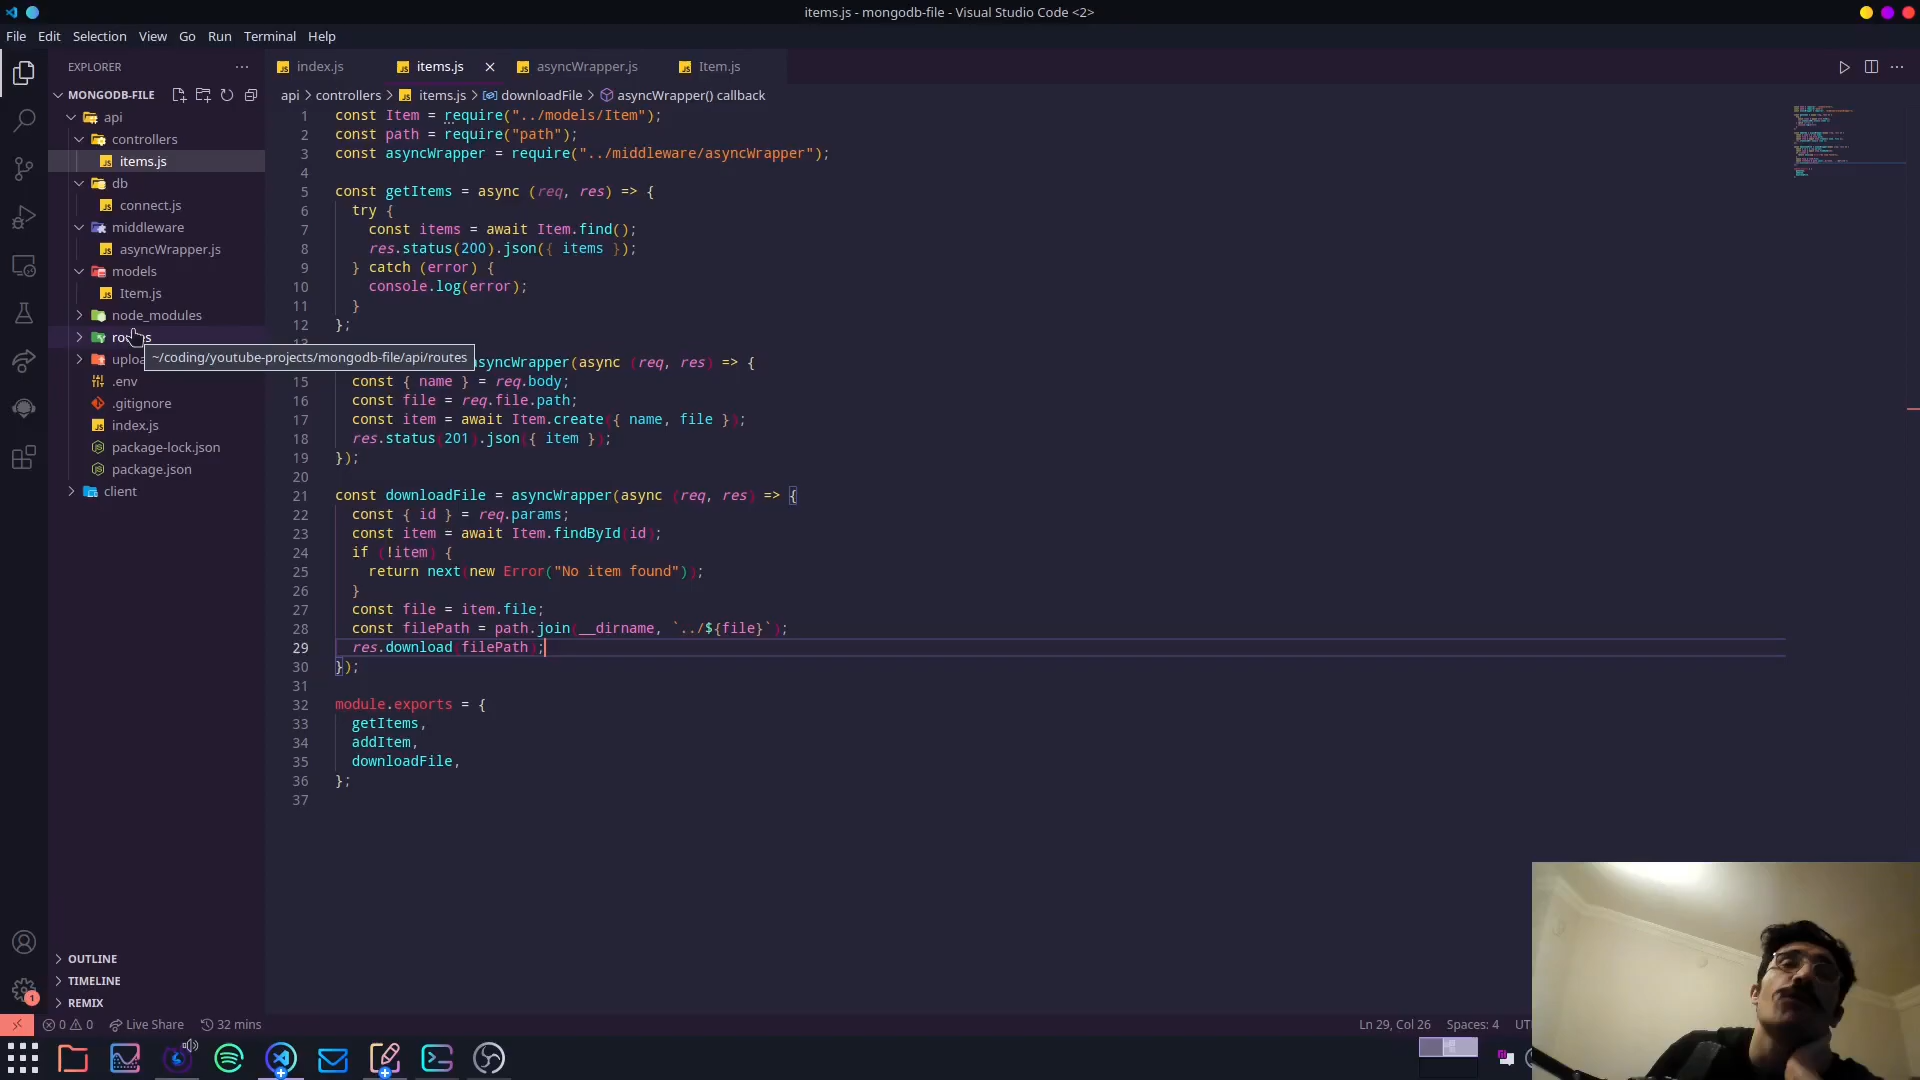 items.js - mongodb-file - Visual Studio Code <2>
File Edit Selection View Go Run Terminal Help
EXPLORER
MONGODB-FILE
api
controllers
items.js
db
connect.js
middleware
asyncWrapper.js
models
Item.js
node_modules
.env
.gitignore
index.js
package-lock.json
package.json
client
OUTLINE
TIMELINE
REMIX
~/coding/youtube-projects/mongodb-file/api/routes
index.js items.js asyncWrapper.js Item.js
api > controllers > items.js > downloadFile > asyncWrapper() callback
1 const Item = require("../models/Item");
2 const path = require("path");
3 const asyncWrapper = require("../middleware/asyncWrapper");
4
5 const getItems = async (req, res) => {
6 try {
7 const items = await Item.find();
8 res.status(200).json({ items });
9 } catch (error) {
10 console.log(error);
11 }
12 };
asyncWrapper(async (req, res) => {
15 const { name } = req.body;
16 const file = req.file.path;
17 const item = await Item.create({ name, file });
18 res.status(201).json({ item });
19 });
20
21 const downloadFile = asyncWrapper(async (req, res) => {
22 const { id } = req.params;
23 const item = await Item.findById(id);
24 if (!item) {
25 return next(new Error("No item found"));
26 }
27 const file = item.file;
28 const filePath = path.join(__dirname, `../${file}`);
29 res.download(filePath);
30 });
31
32 module.exports = {
33 getItems,
34 addItem,
35 downloadFile,
36 };
37
0 0 Live Share 32 mins
Ln 29, Col 26 Spaces: 4
1